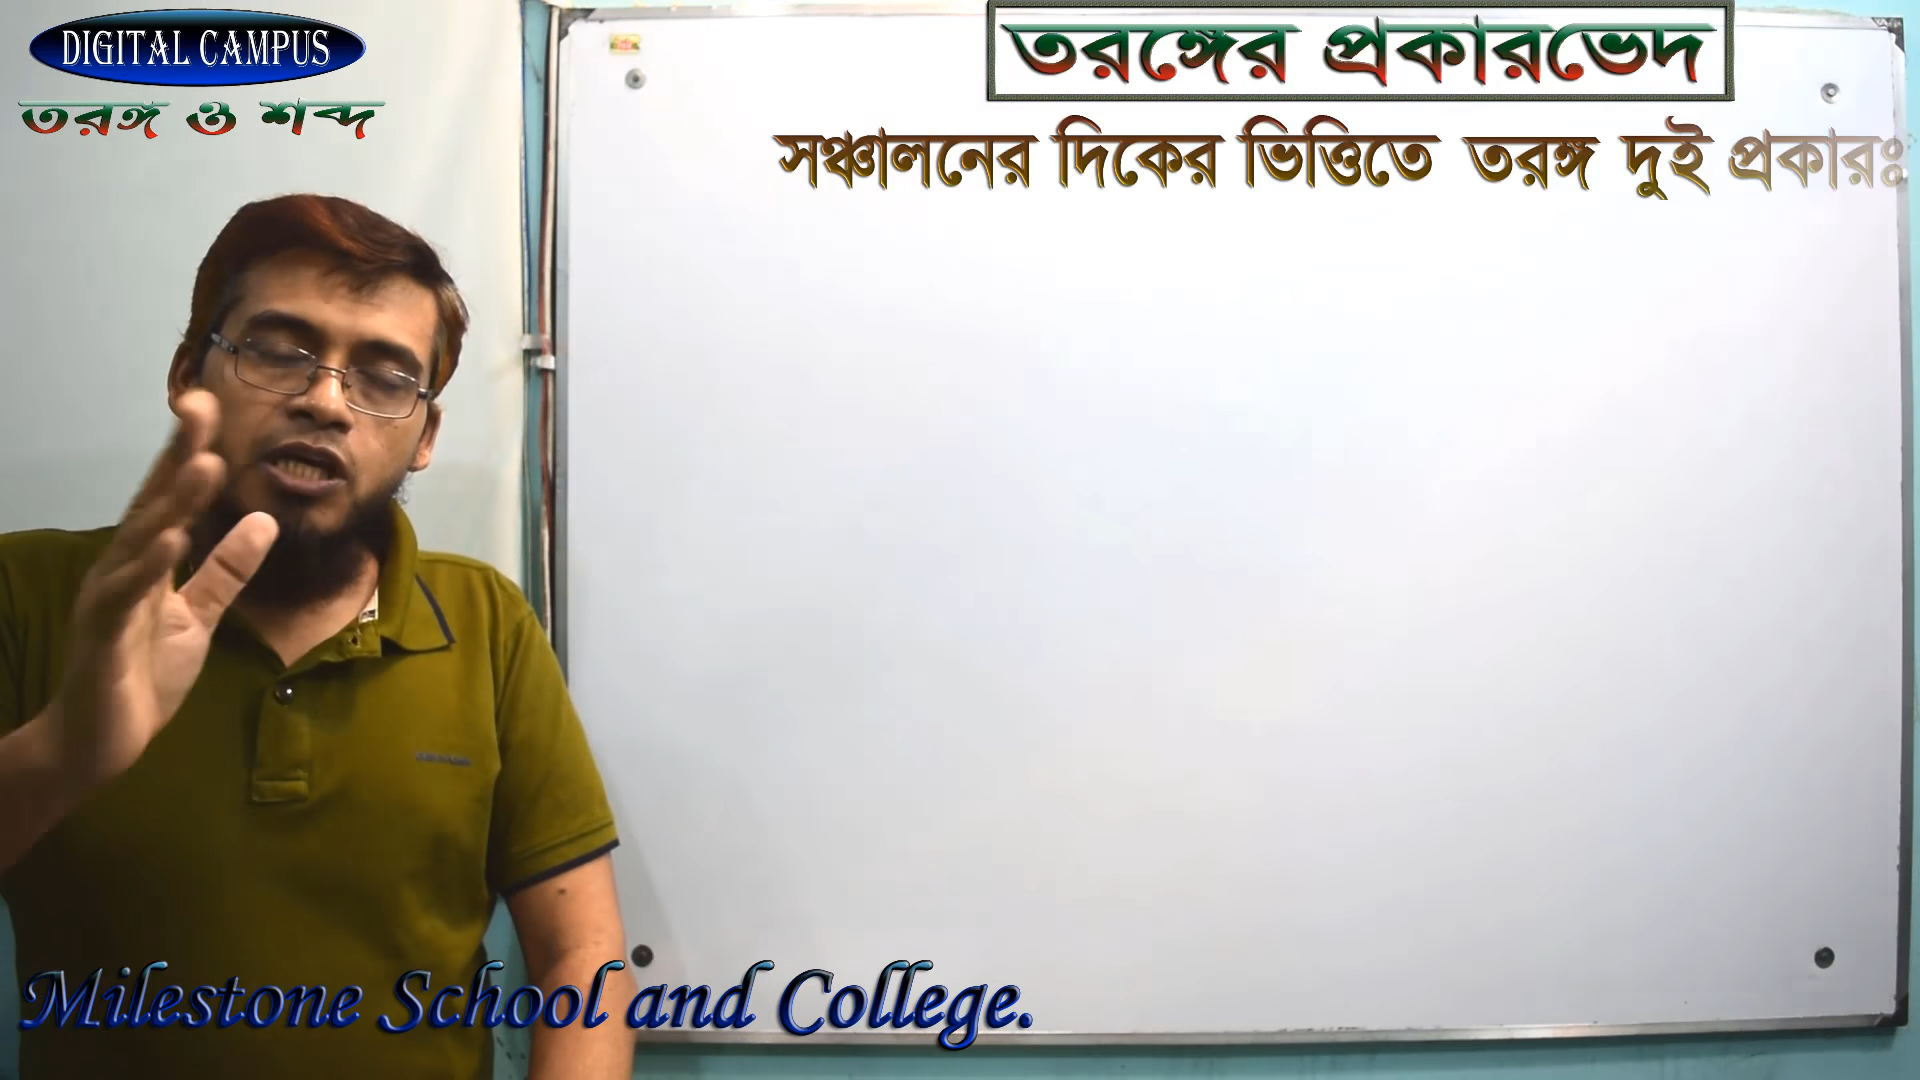 DIGITAL CAMPUS
তরঙ্গ ও শব্দ
তরঙ্গের প্রকারভেদ
সঞ্চালনের দিকের ভিত্তিতে তরঙ্গ দুই প্রকারঃ
Milestone School and College.